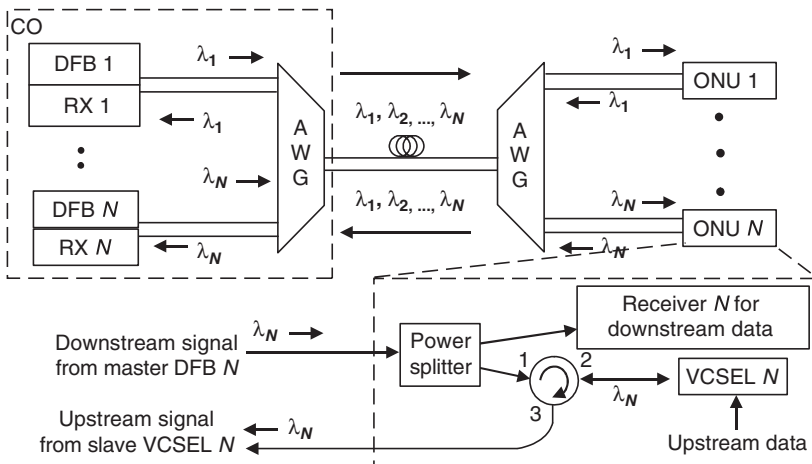 CO
DFB 1
RX 1
DFB N
RX N
λ1
λ1
λN
λN
A
W
G
λ1, λ2, ..., λN
λ1, λ2, ..., λN
A
W
G
λ1
λ1
λN
λN
ONU 1
ONU N
Downstream signal
from master DFB N
λN
Power
splitter
Receiver N for
downstream data
1
2
3
λN
VCSEL N
Upstream data
Upstream signal
from slave VCSEL N
λN